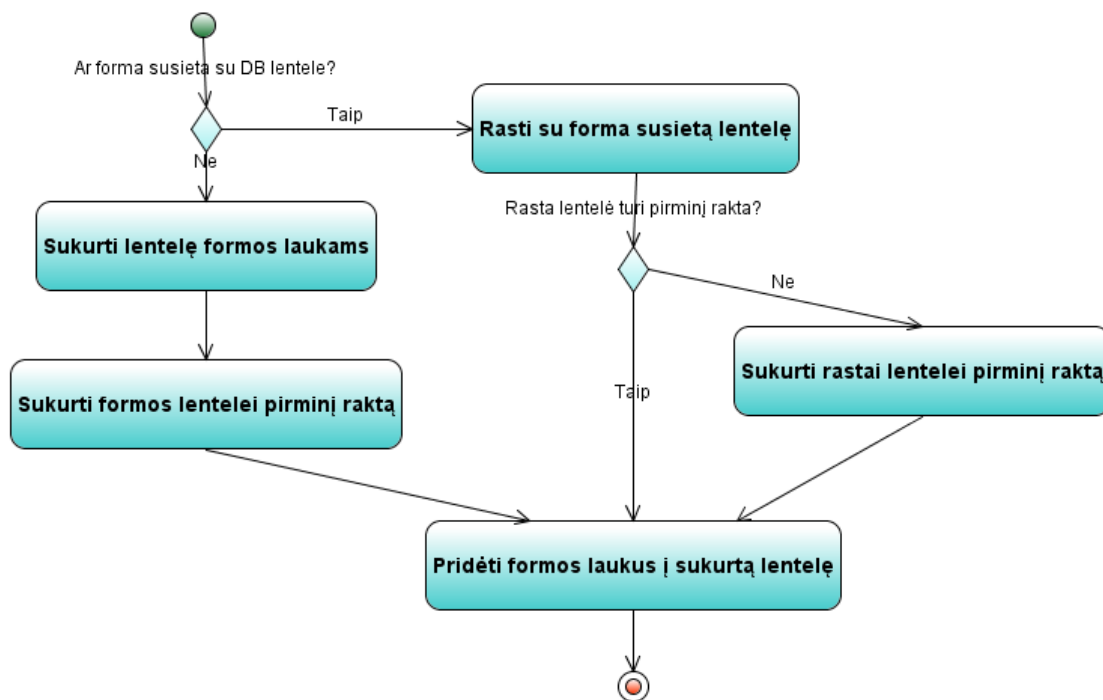 Ar forma susieta su DB lentele?
Taip
Rasti su forma susietą lentelę
Ne
Rasta lentelė turi pirminį rakta?
Sukurti lentelę formos laukams
Ne
Sukurti rastai lentelei pirminį raktą
Sukurti formos lentelei pirminį raktą
Taip
Pridėti formos laukus į sukurtą lentelę